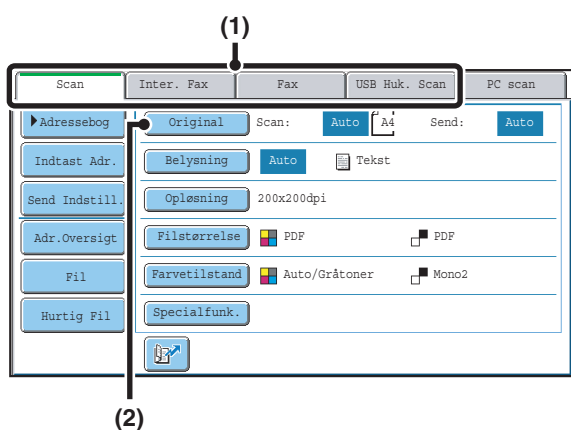 (1)
Scan Inter. Fax Fax USB Huk. Scan PC scan
Adressebog Original Scan: Auto A4 Send: Auto
Indtast Adr. Belysning Auto Tekst
Send Indstill. Opløsning 200x200dpi
Adr.Oversigt Filstørrelse PDF PDF
Fil Farvetilstand Auto/Gråtoner Mono2
Hurtig Fil Specialfunk.
(2)